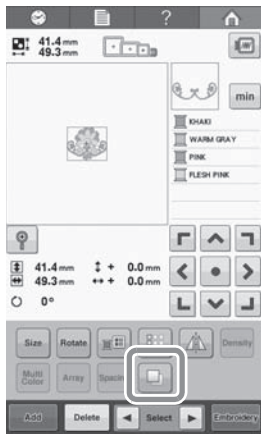 ?
41.4 mm
49.3 mm
min
KHAKI
WARM GRAY
PINK
FLESH PINK
41.4 mm + 0.0 mm
49.3 mm + 0.0 mm
0°
Size Rotate Density
Multi Color Array Spacing
Add Delete Select Embroidery